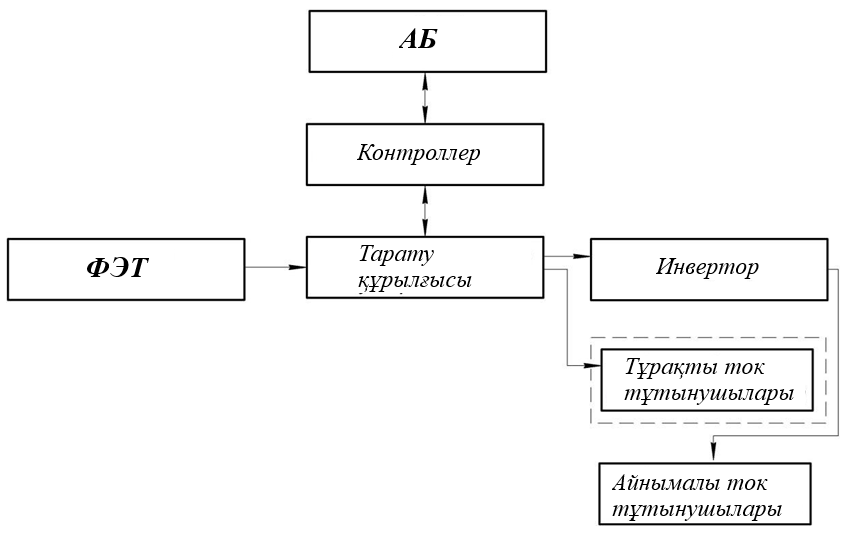 АБ
Контроллер
ФЭТ
Тарату
құрылғысы
Инвертор
Тұрақты ток
тұтынушылары
Айнымалы ток
тұтынушылары